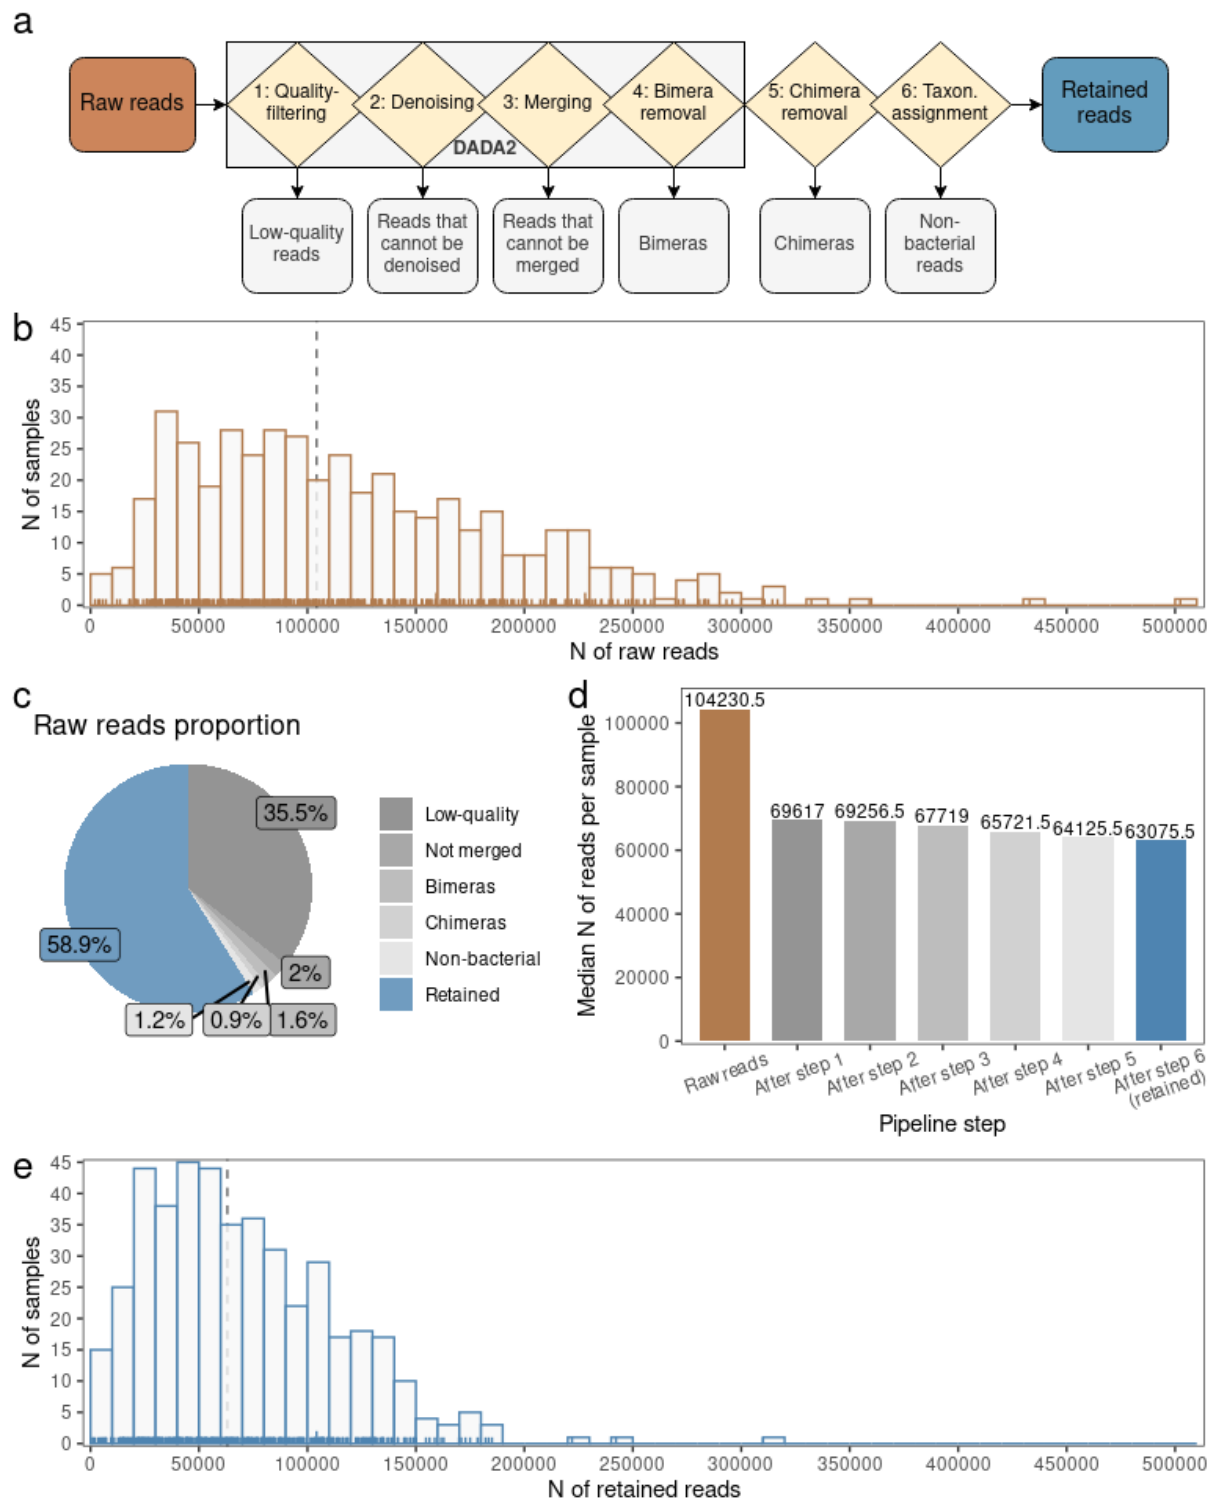 a
Raw reads
1: Quality-
filtering
2: Denoising
3: Merging
4: Bimera
removal
5: Chimera
removal
6: Taxon.
assignment
Retained
reads
DADA2
Low-quality
reads
Reads that
cannot be
denoised
Reads that
cannot be
merged
Bimeras
Chimeras
Non-
bacterial
reads
b
N of samples
45
40
35
30
25
20
15
10
5
0
0 50000 100000 150000 200000 250000 300000 350000 400000 450000 500000
N of raw reads
c
Raw reads proportion
35.5%
58.9%
2%
1.2%
0.9%
1.6%
Low-quality
Not merged
Bimeras
Chimeras
Non-bacterial
Retained
d
Median N of reads per sample
100000
80000
60000
40000
20000
0
104230.5
69617
69256.5
67719
65721.5
64125.5
63075.5
Raw reads
After step 1
After step 2
After step 3
After step 4
After step 5
After step 6
(retained)
Pipeline step
e
N of samples
45
40
35
30
25
20
15
10
5
0
0 50000 100000 150000 200000 250000 300000 350000 400000 450000 500000
N of retained reads